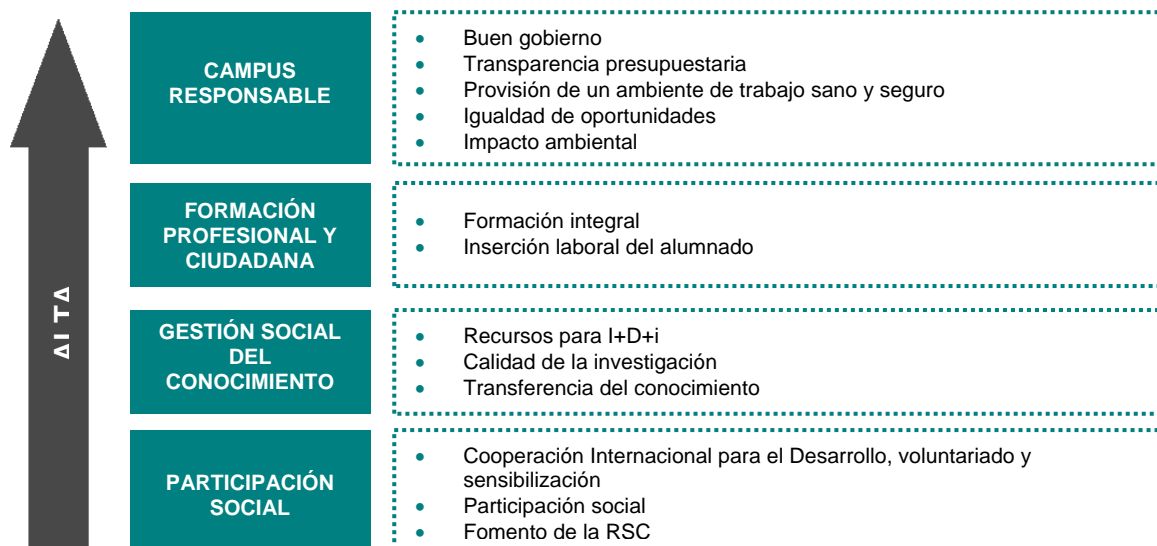 CAMPUS
RESPONSABLE
• Buen gobierno
• Transparencia presupuestaria
• Provisión de un ambiente de trabajo sano y seguro
• Igualdad de oportunidades
• Impacto ambiental
FORMACIÓN
PROFESIONAL Y
CIUDADANA
• Formación integral
• Inserción laboral del alumnado
GESTIÓN SOCIAL
DEL
CONOCIMIENTO
• Recursos para I+D+i
• Calidad de la investigación
• Transferencia del conocimiento
PARTICIPACIÓN
SOCIAL
• Cooperación Internacional para el Desarrollo, voluntariado y
sensibilización
• Participación social
• Fomento de la RSC